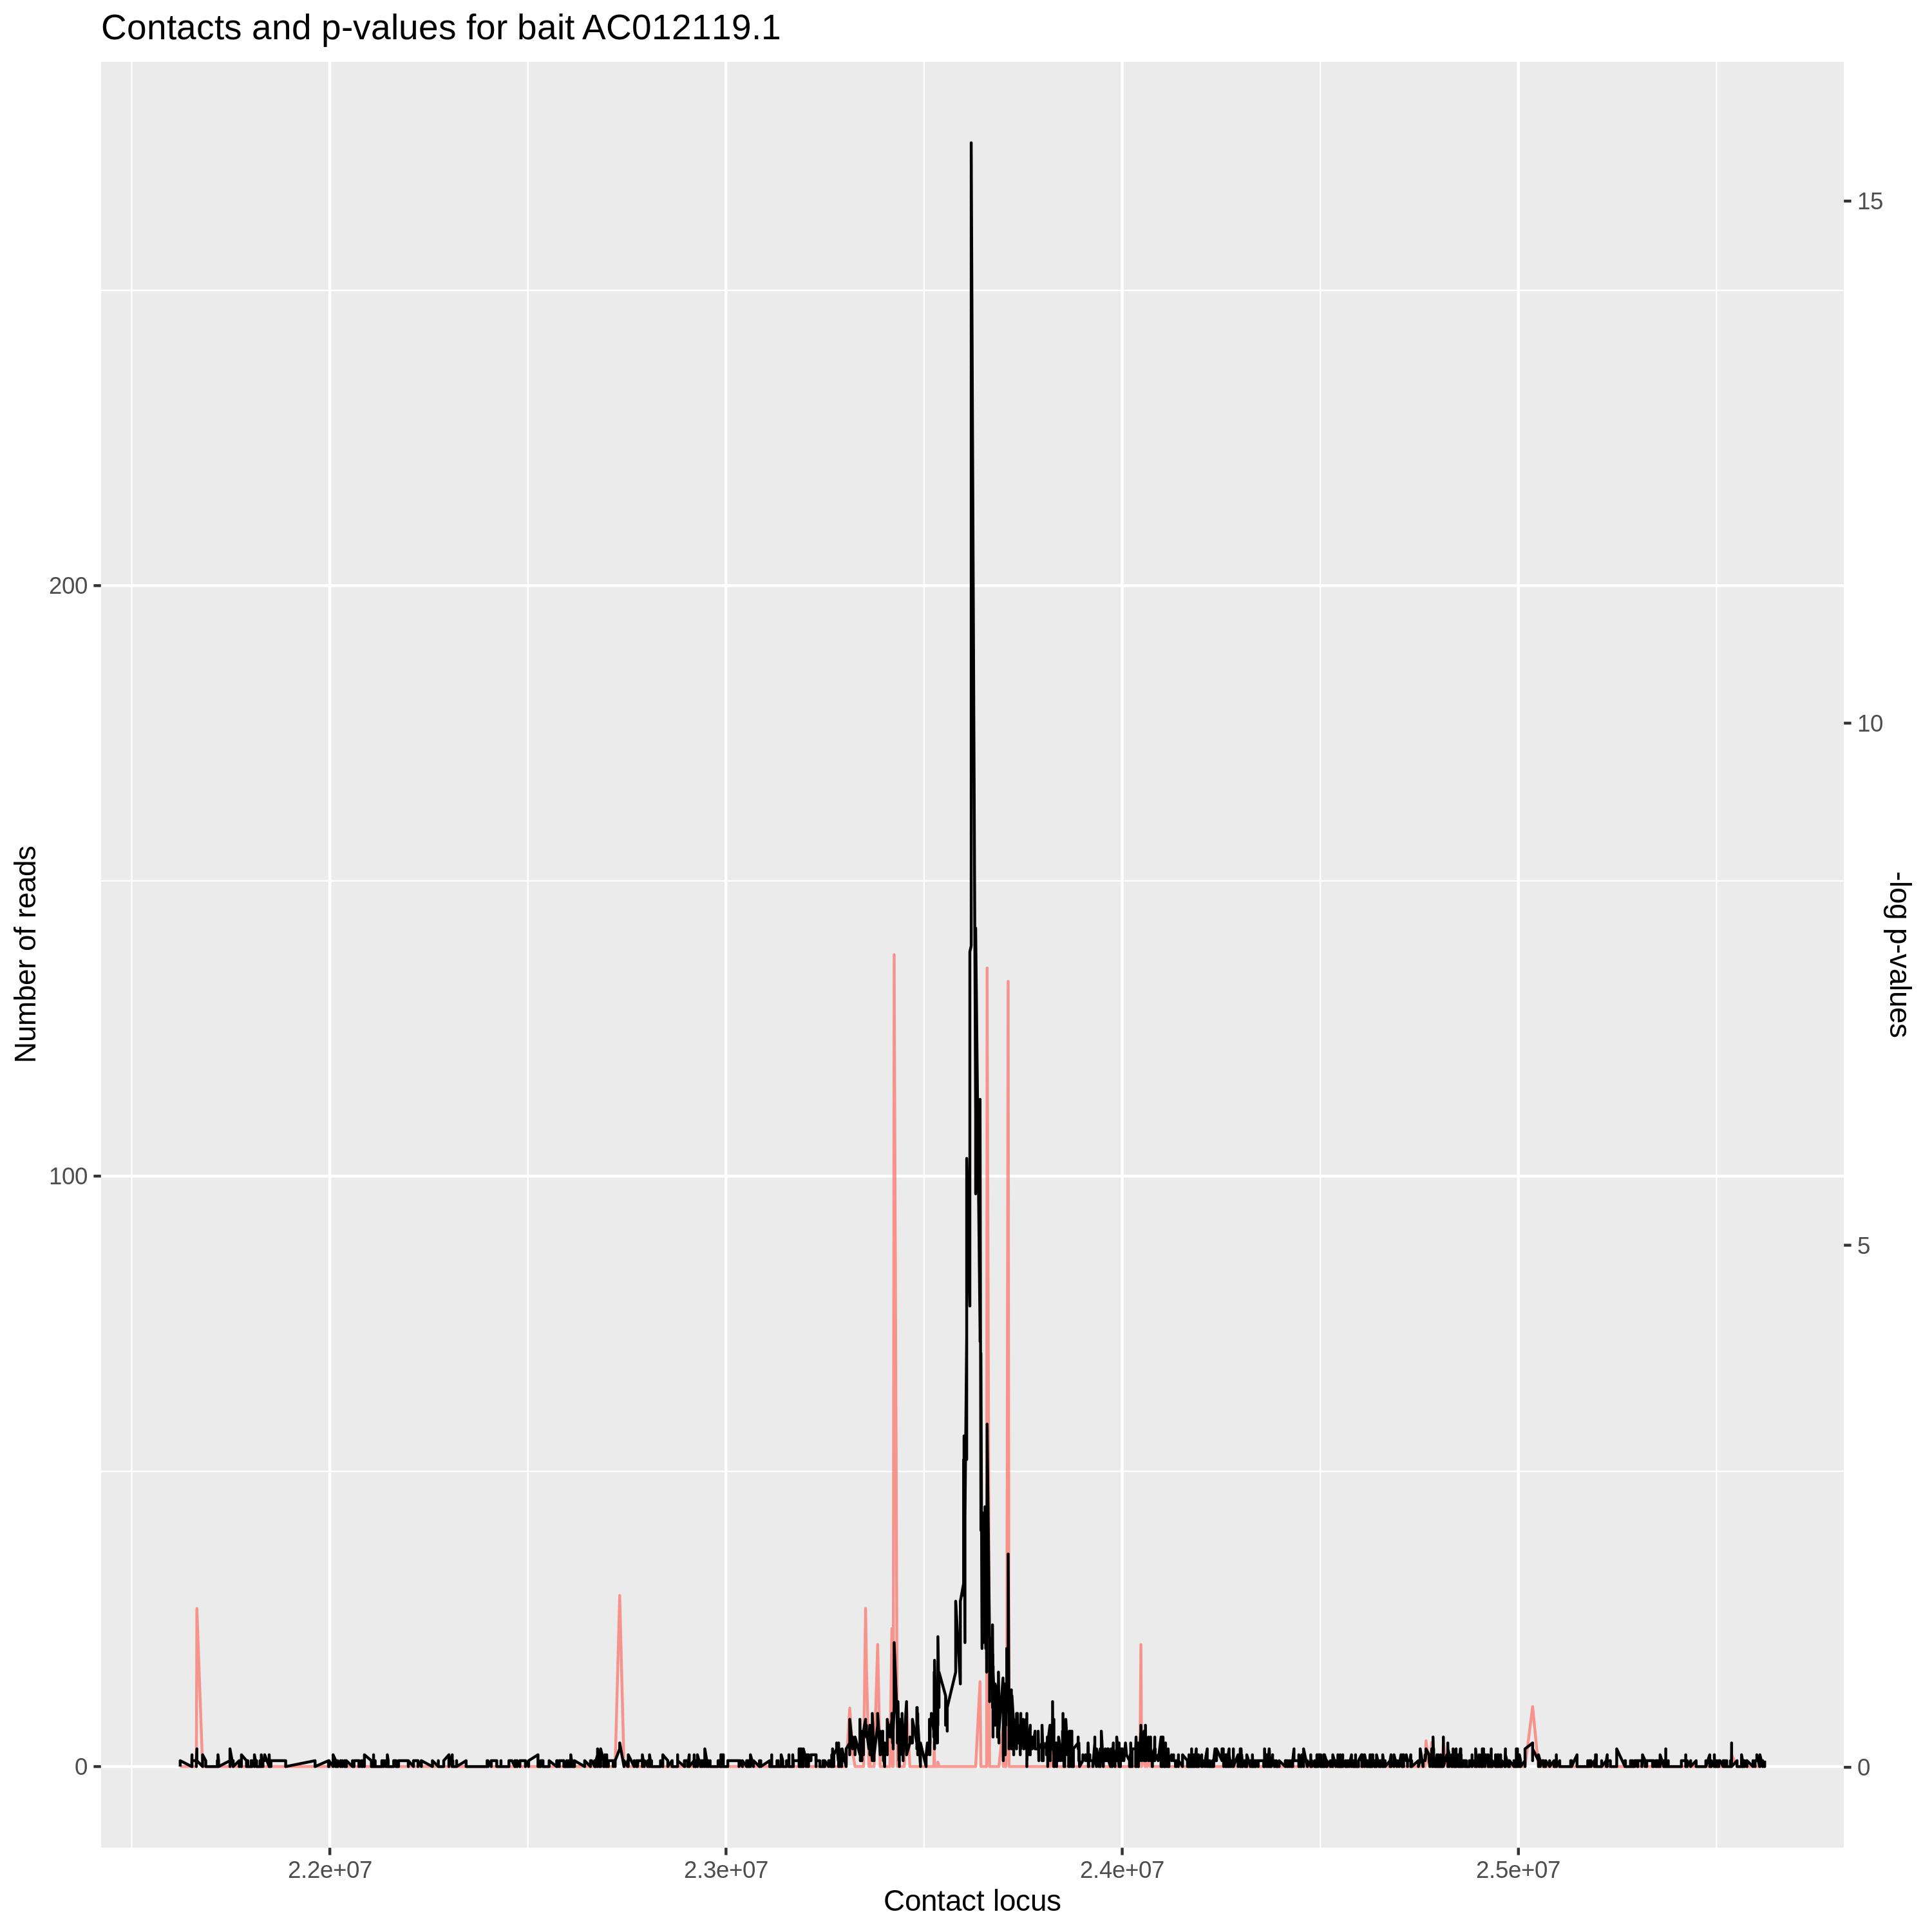 Contacts and p-values for bait AC012119.1
15
200
10
Number of reads
-log p-values
100
5
0
0
2.2e+07
2.3e+07
2.4e+07
2.5e+07
Contact locus